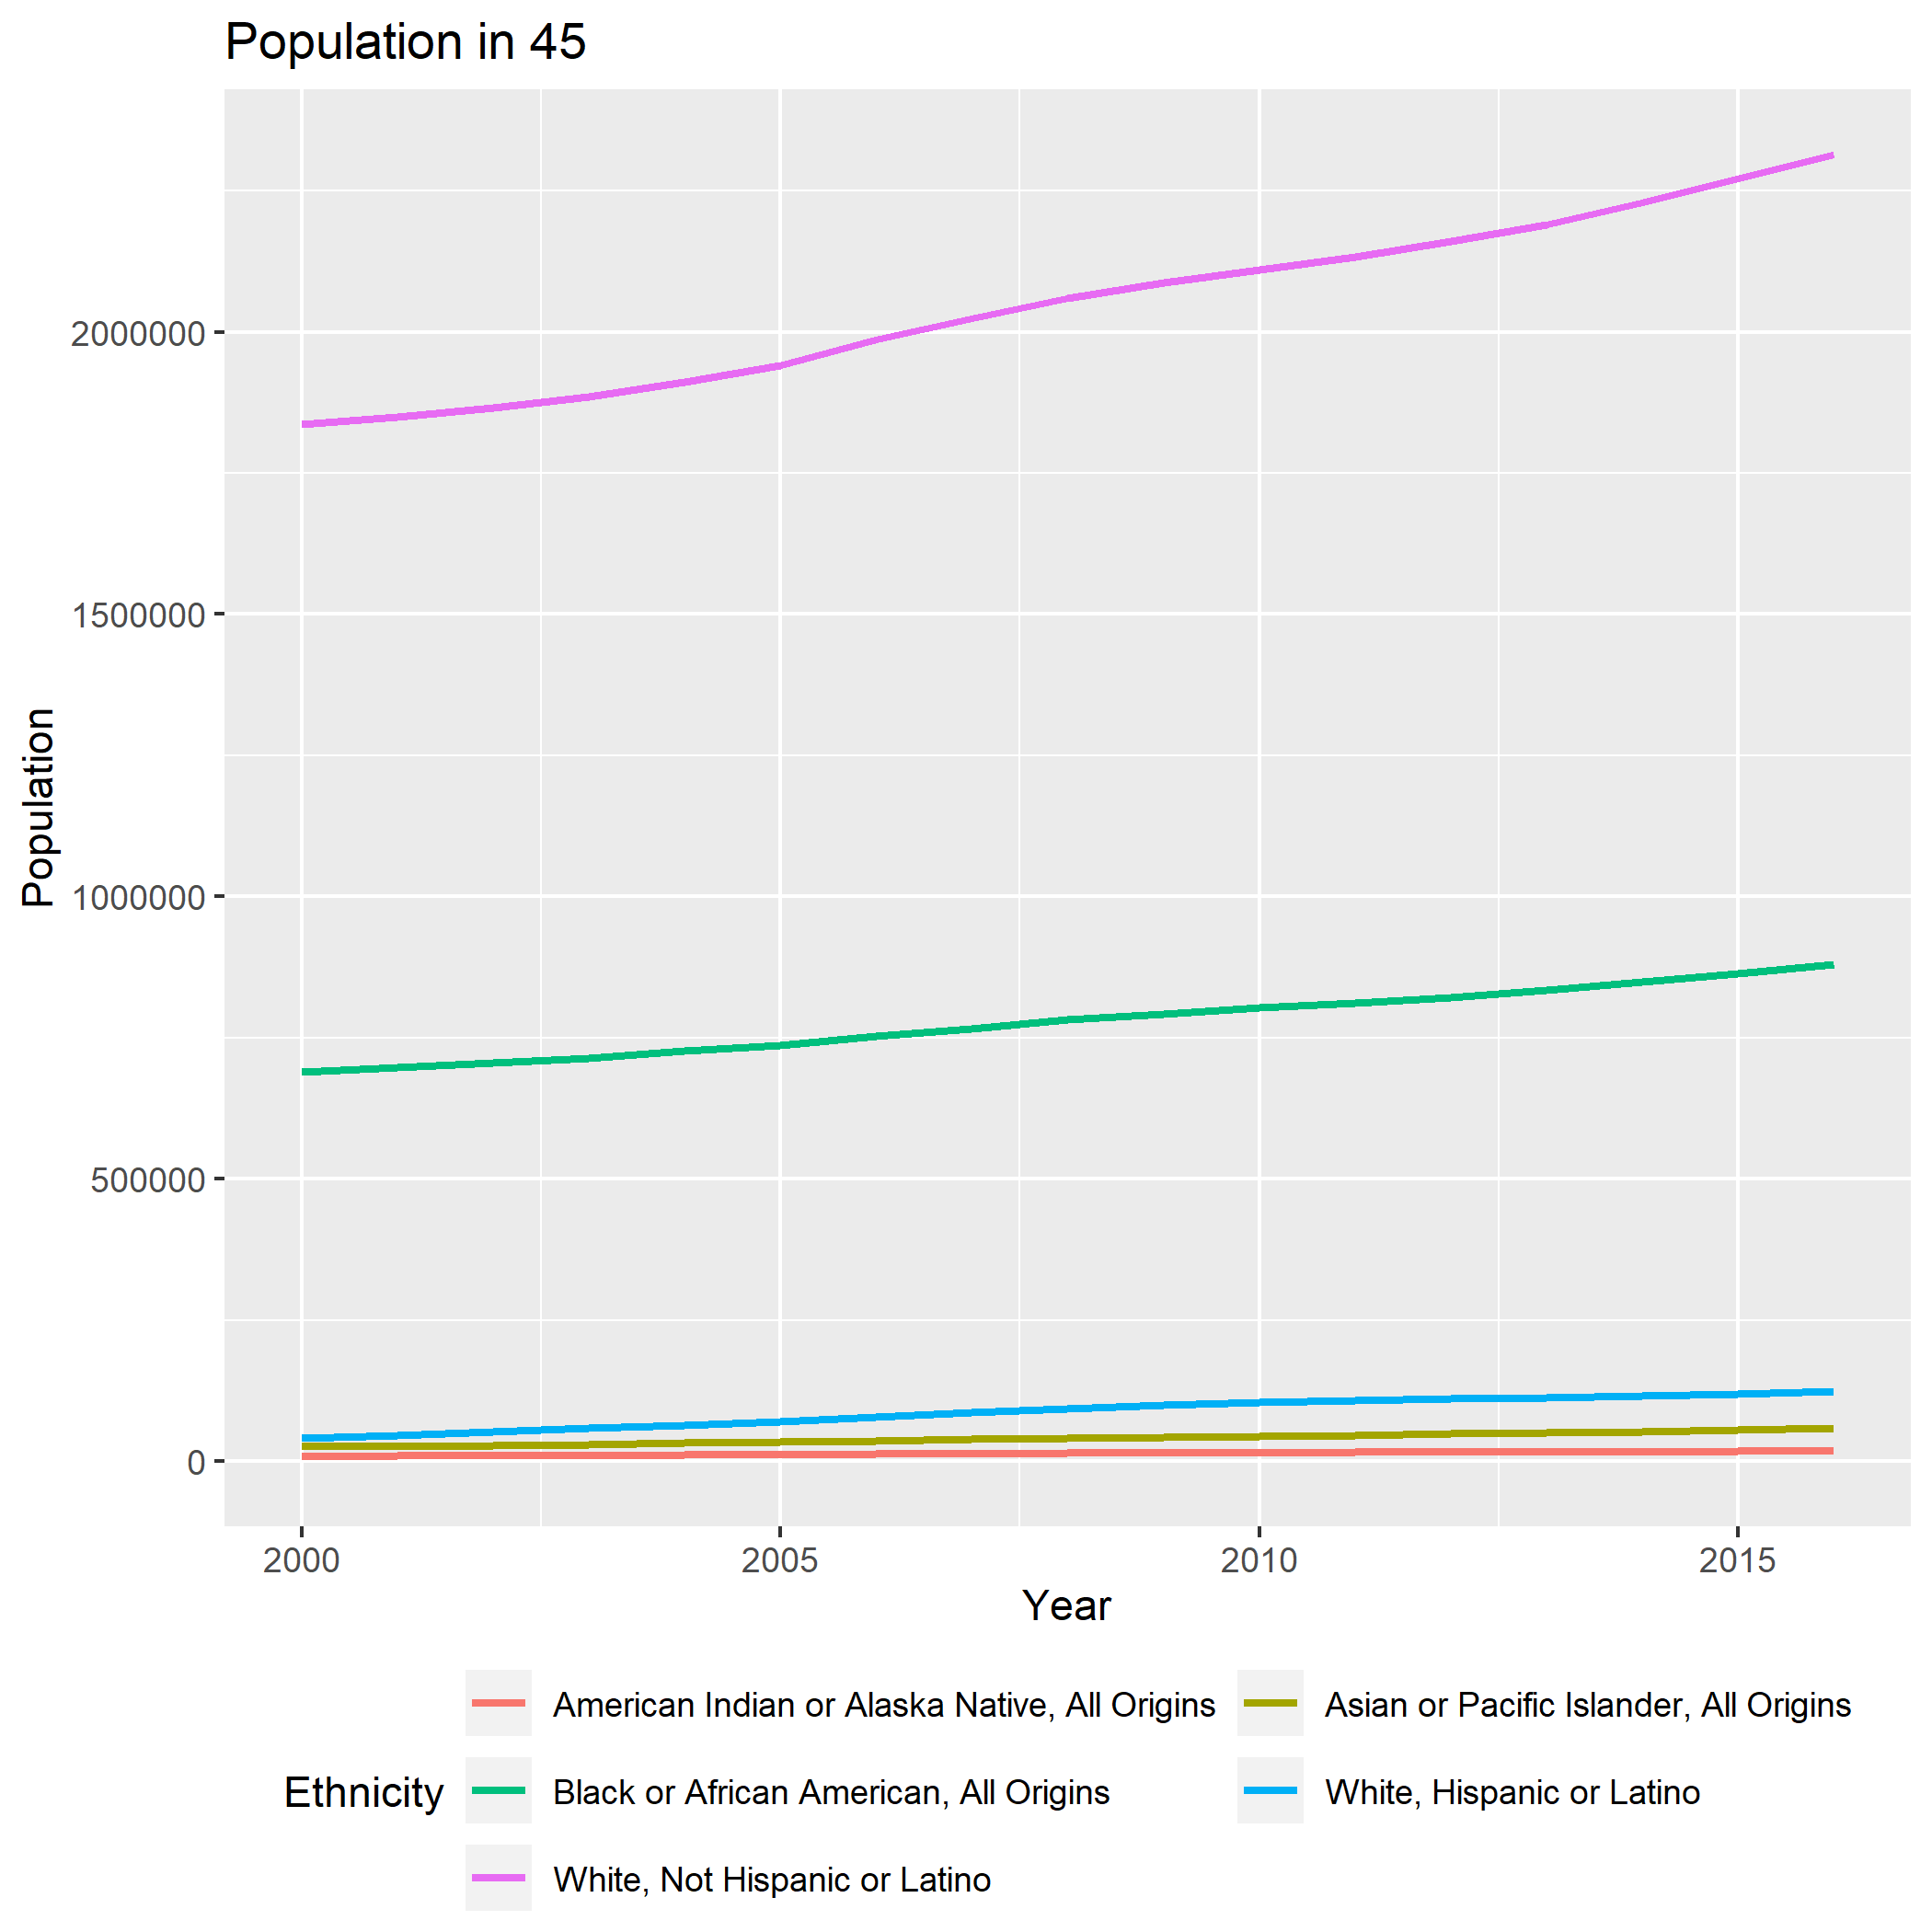 Population in 45
Population
2000000
1500000
1000000
500000
0
2000 2005 2010 2015
Year
Ethnicity
American Indian or Alaska Native, All Origins
Asian or Pacific Islander, All Origins
Black or African American, All Origins
White, Hispanic or Latino
White, Not Hispanic or Latino